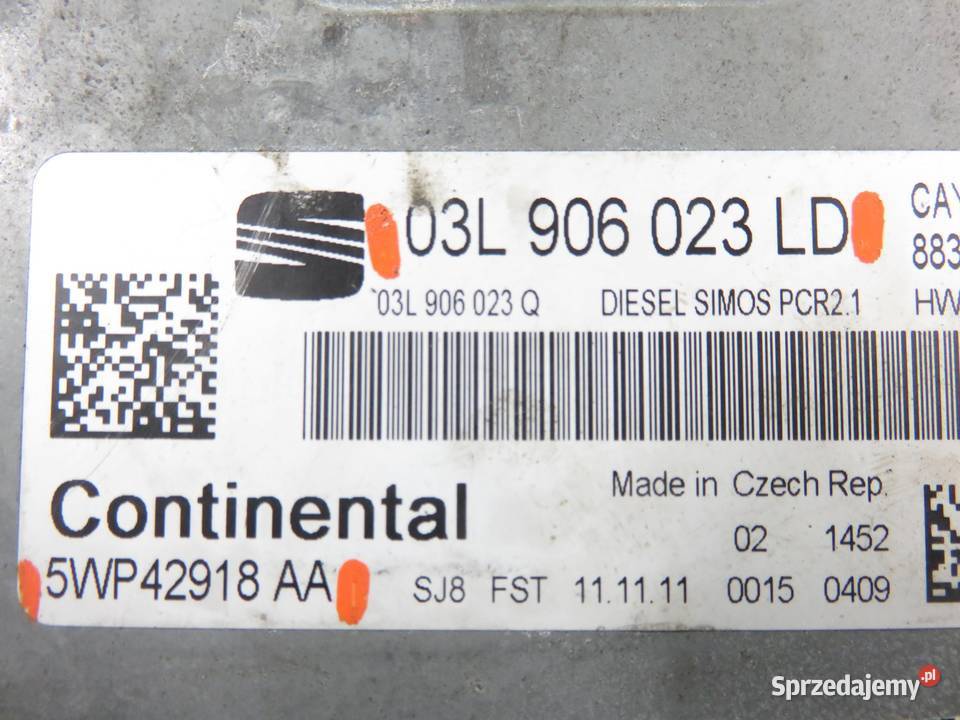 03L 906 023 LD CAY
883
03L 906 023 Q DIESEL SIMOS PCR2.1 HW
Continental
Made in Czech Rep.
02 1452
5WP42918 AA SJ8 FST 11.11.11 0015 0409
Sprzedajemy.pl